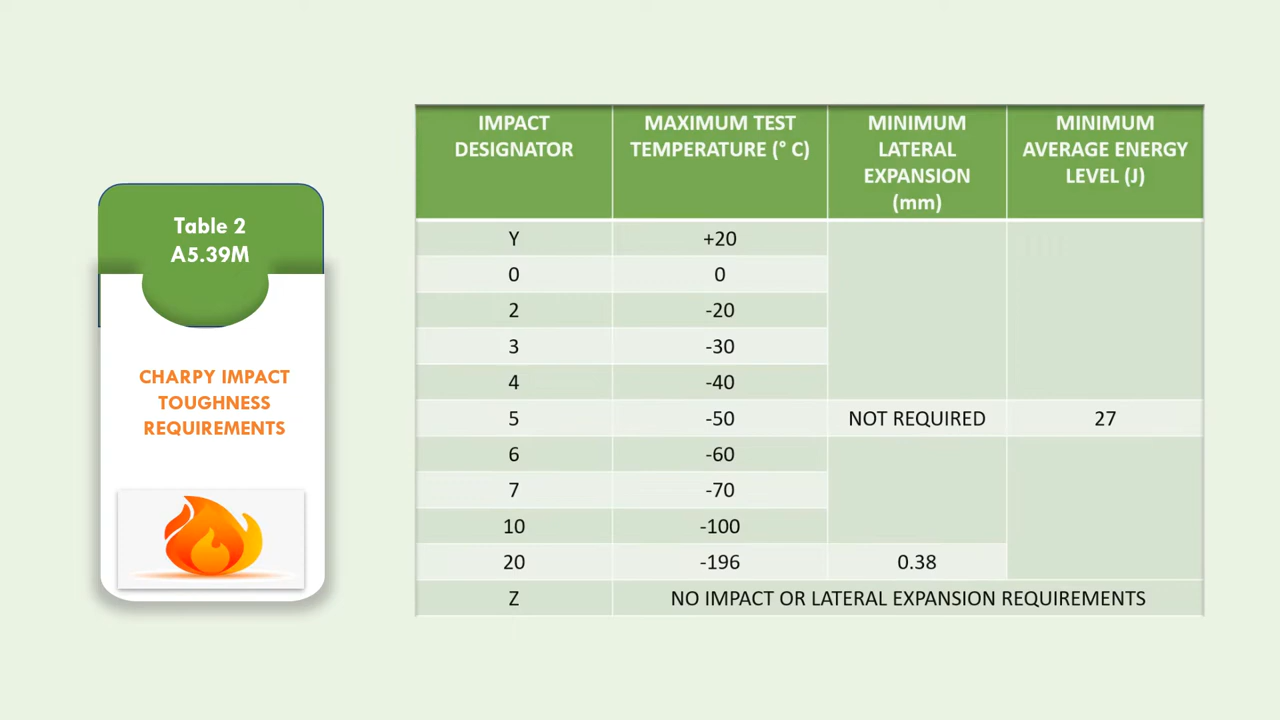 Table 2
A5.39M
CHARPY IMPACT
TOUGHNESS
REQUIREMENTS
IMPACT
DESIGNATOR
MAXIMUM TEST
TEMPERATURE (° C)
MINIMUM
LATERAL
EXPANSION
(mm)
MINIMUM
AVERAGE ENERGY
LEVEL (J)
Y +20
0 0
2 -20
3 -30
4 -40
5 -50 NOT REQUIRED 27
6 -60
7 -70
10 -100
20 -196 0.38
Z NO IMPACT OR LATERAL EXPANSION REQUIREMENTS